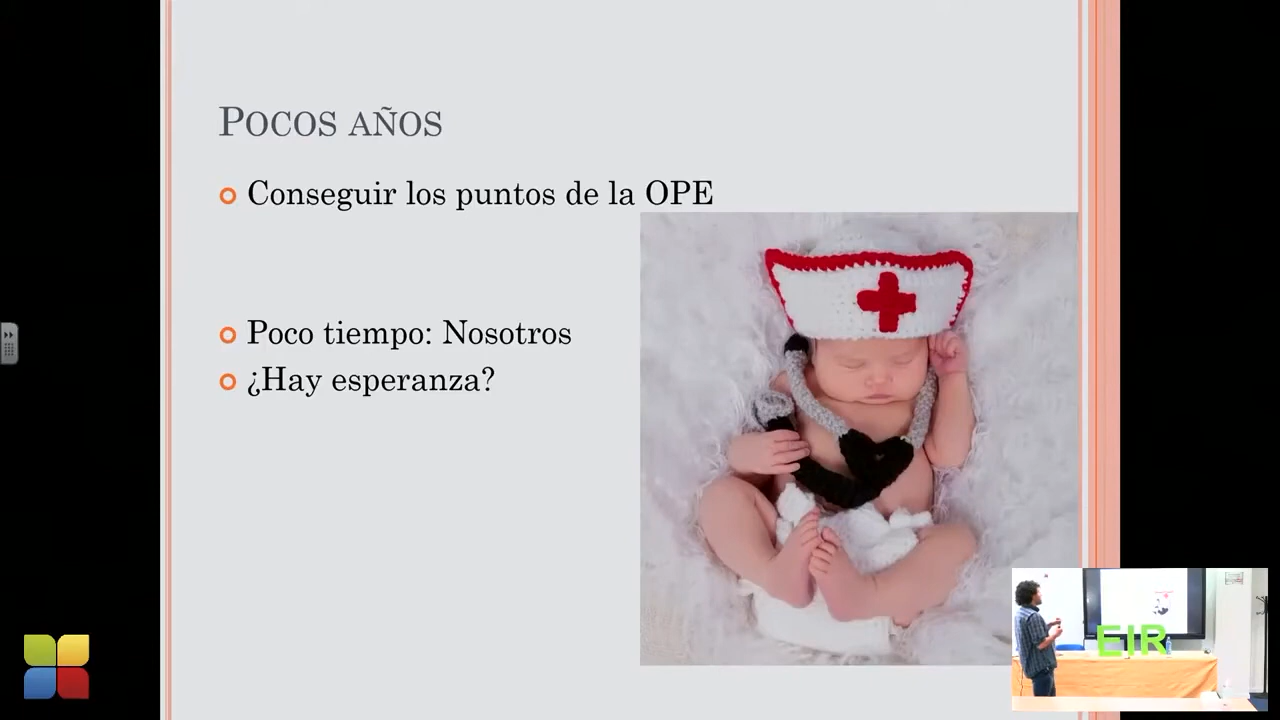 Pocos años
Conseguir los puntos de la OPE
Poco tiempo: Nosotros
¿Hay esperanza?
EIR